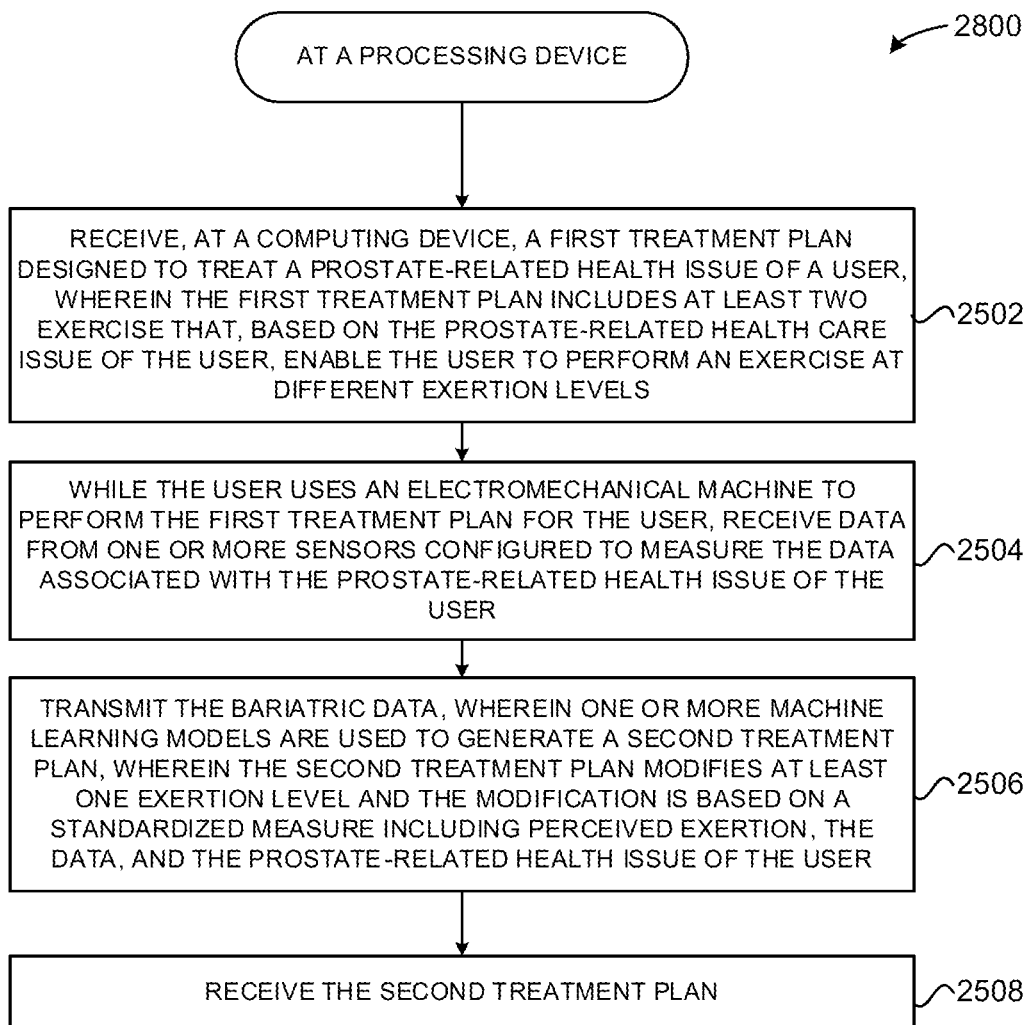 2800
AT A PROCESSING DEVICE
RECEIVE, AT A COMPUTING DEVICE, A FIRST TREATMENT PLAN
DESIGNED TO TREAT A PROSTATE-RELATED HEALTH ISSUE OF A USER,
WHEREIN THE FIRST TREATMENT PLAN INCLUDES AT LEAST TWO
EXERCISE THAT, BASED ON THE PROSTATE-RELATED HEALTH CARE
ISSUE OF THE USER, ENABLE THE USER TO PERFORM AN EXERCISE AT
DIFFERENT EXERTION LEVELS
2502
WHILE THE USER USES AN ELECTROMECHANICAL MACHINE TO
PERFORM THE FIRST TREATMENT PLAN FOR THE USER, RECEIVE DATA
FROM ONE OR MORE SENSORS CONFIGURED TO MEASURE THE DATA
ASSOCIATED WITH THE PROSTATE-RELATED HEALTH ISSUE OF THE
USER
2504
TRANSMIT THE BARIATRIC DATA, WHEREIN ONE OR MORE MACHINE
LEARNING MODELS ARE USED TO GENERATE A SECOND TREATMENT
PLAN, WHEREIN THE SECOND TREATMENT PLAN MODIFIES AT LEAST
ONE EXERTION LEVEL AND THE MODIFICATION IS BASED ON A
STANDARDIZED MEASURE INCLUDING PERCEIVED EXERTION, THE
DATA, AND THE PROSTATE-RELATED HEALTH ISSUE OF THE USER
2506
RECEIVE THE SECOND TREATMENT PLAN
2508